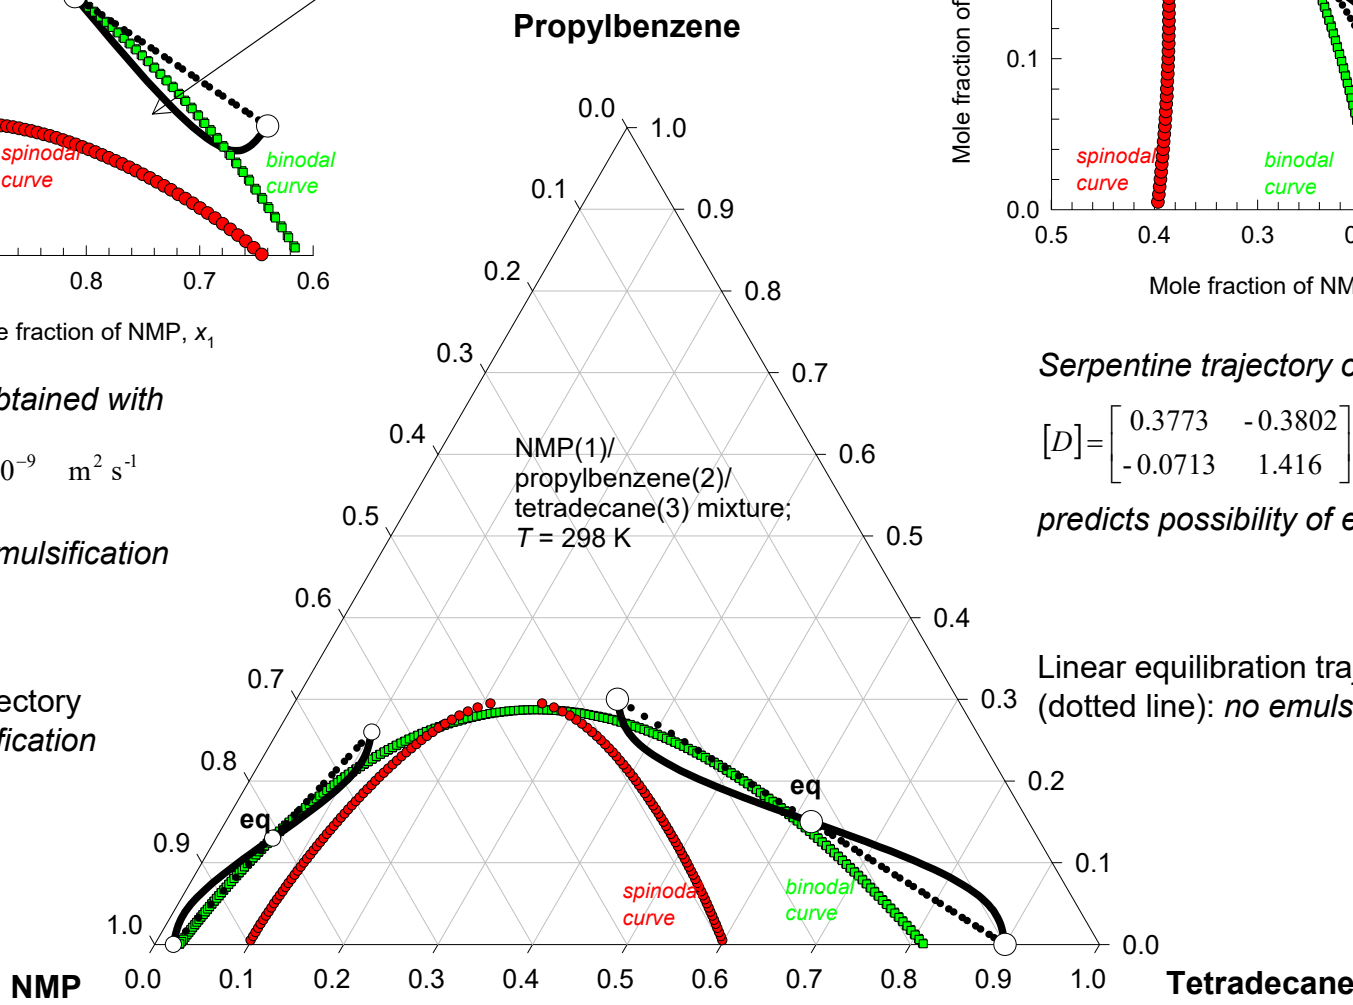 Propylbenzene
spinodal
curve
binodal
curve
0.8
0.7
0.6
fraction of NMP, x1
with
0⁻⁹ m² s⁻¹
0.0
0.1
0.2
0.3
0.4
0.5
0.6
0.7
0.8
0.9
1.0
1.0
0.9
0.8
0.7
0.6
0.5
0.4
0.3
0.2
0.1
0.0
NMP(1)/
propylbenzene(2)/
tetradecane(3) mixture;
T = 298 K
eq
eq
spinodal
curve
binodal
curve
0.0
0.1
0.2
0.3
0.4
0.5
0.6
0.7
0.8
0.9
1.0
NMP
Tetradecane
Mole fraction of
0.1
0.0
spinodal
curve
binodal
curve
0.5
0.4
0.3
Mole fraction of NM
Serpentine trajectory
[D]= [0.3773 -0.3802
-0.0713 1.416]
predicts possibility of
Linear equilibration
(dotted line): no